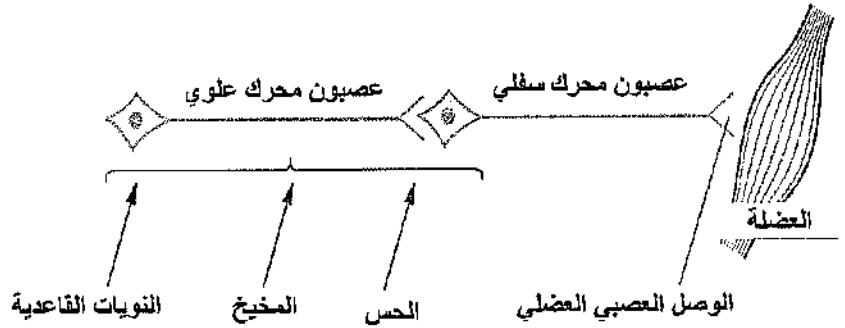 عصبون محرك سفلي
عصبون محرك علوي
العضلة
الوصل العصبي العضلي
الحس
المخيخ
النويات القاعدية